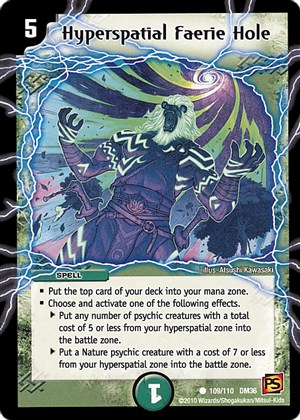 5 Hyperspatial Faerie Hole
illus. Atsushi Kawasaki
SPELL
▪ Put the top card of your deck into your mana zone.
▪ Choose and activate one of the following effects.
▶ Put any number of psychic creatures with a
total cost of 5 or less from your hyperspatial zone
into the battle zone.
▶ Put a Nature psychic creature with a cost of 7 or
less from your hyperspatial zone into the battle
zone.
1
109/110 DM36
©2010 Wizards/Shogakukan/Mitsui-Kids
PS